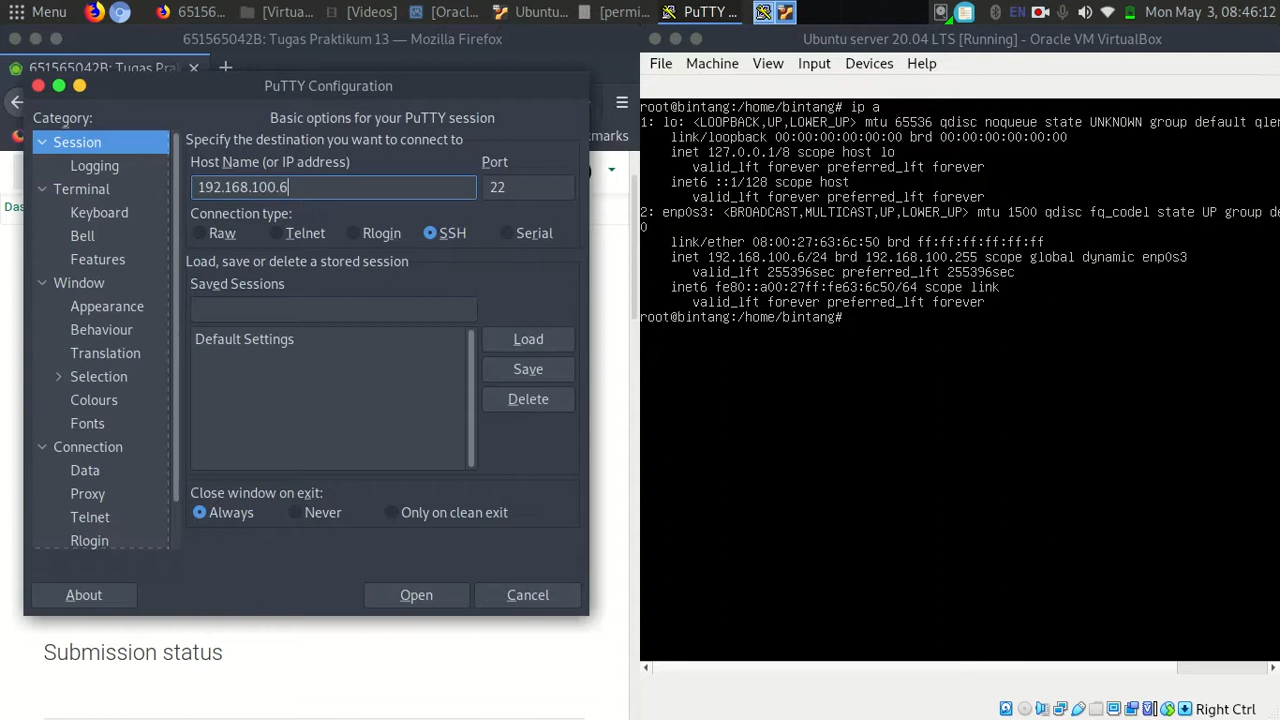 Menu
651565...
[Virtua...
[Videos]...
[Oracl...
Ubuntu...
[permi...
PuTTY ...
EN
Mon May 3, 08:46:12
651565042B: Tugas Praktikum 13 — Mozilla Firefox
651565042B: Tugas Prak
PuTTY Configuration
Category:
Session
Logging
Terminal
Keyboard
Bell
Features
Window
Appearance
Behaviour
Translation
Selection
Colours
Fonts
Connection
Data
Proxy
Telnet
Rlogin
Basic options for your PuTTY session
Specify the destination you want to connect to
Host Name (or IP address)
Port
192.168.100.6
22
Connection type:
Raw
Telnet
Rlogin
SSH
Serial
Load, save or delete a stored session
Saved Sessions
Default Settings
Load
Save
Delete
Close window on exit:
Always
Never
Only on clean exit
About
Open
Cancel
marks
Das
Submission status
Ubuntu server 20.04 LTS [Running] - Oracle VM VirtualBox
File Machine View Input Devices Help
root@bintang:/home/bintang# ip a
1: lo: <LOOPBACK,UP,LOWER_UP> mtu 65536 qdisc noqueue state UNKNOWN group default qlen
link/loopback 00:00:00:00:00:00 brd 00:00:00:00:00:00
inet 127.0.0.1/8 scope host lo
valid_lft forever preferred_lft forever
inet6 ::1/128 scope host
valid_lft forever preferred_lft forever
2: enp0s3: <BROADCAST,MULTICAST,UP,LOWER_UP> mtu 1500 qdisc fq_codel state UP group de
0
link/ether 08:00:27:63:6c:50 brd ff:ff:ff:ff:ff:ff
inet 192.168.100.6/24 brd 192.168.100.255 scope global dynamic enp0s3
valid_lft 255396sec preferred_lft 255396sec
inet6 fe80::a00:27ff:fe63:6c50/64 scope link
valid_lft forever preferred_lft forever
root@bintang:/home/bintang#
Right Ctrl